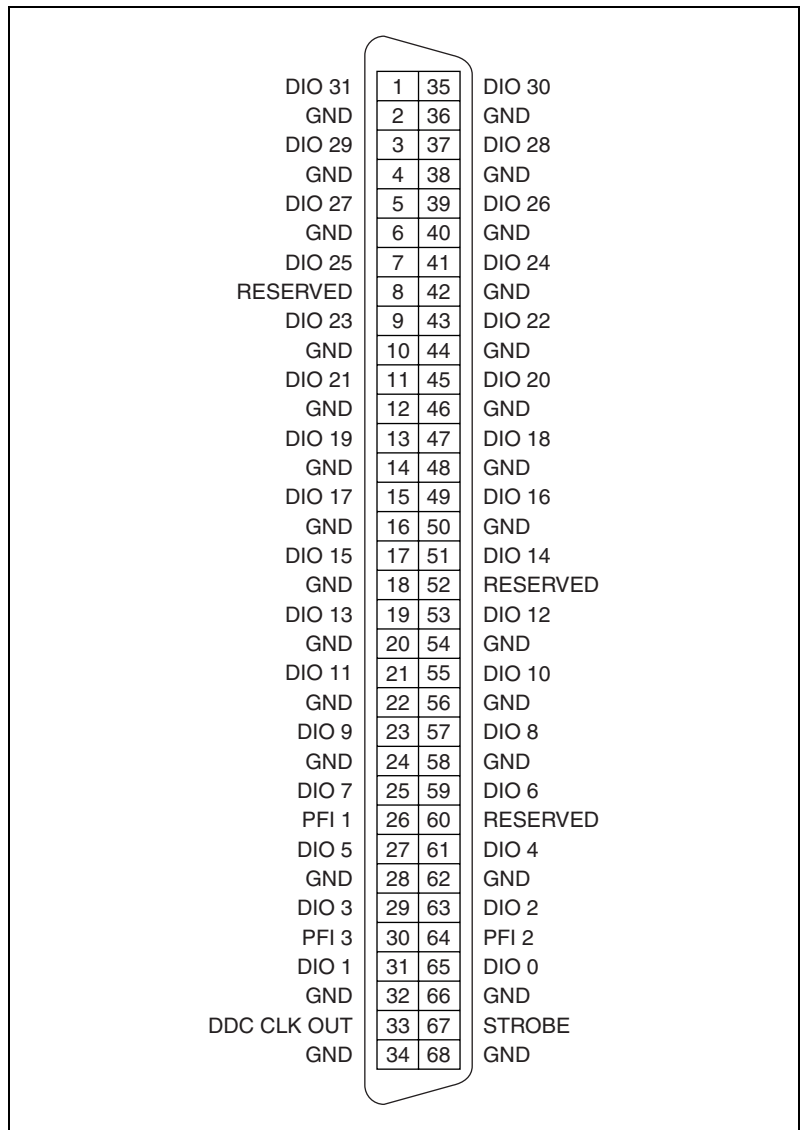 DIO 31 1 35 DIO 30
GND 2 36 GND
DIO 29 3 37 DIO 28
GND 4 38 GND
DIO 27 5 39 DIO 26
GND 6 40 GND
DIO 25 7 41 DIO 24
RESERVED 8 42 GND
DIO 23 9 43 DIO 22
GND 10 44 GND
DIO 21 11 45 DIO 20
GND 12 46 GND
DIO 19 13 47 DIO 18
GND 14 48 GND
DIO 17 15 49 DIO 16
GND 16 50 GND
DIO 15 17 51 DIO 14
GND 18 52 RESERVED
DIO 13 19 53 DIO 12
GND 20 54 GND
DIO 11 21 55 DIO 10
GND 22 56 GND
DIO 9 23 57 DIO 8
GND 24 58 GND
DIO 7 25 59 DIO 6
PFI 1 26 60 RESERVED
DIO 5 27 61 DIO 4
GND 28 62 GND
DIO 3 29 63 DIO 2
PFI 3 30 64 PFI 2
DIO 1 31 65 DIO 0
GND 32 66 GND
DDC CLK OUT 33 67 STROBE
GND 34 68 GND